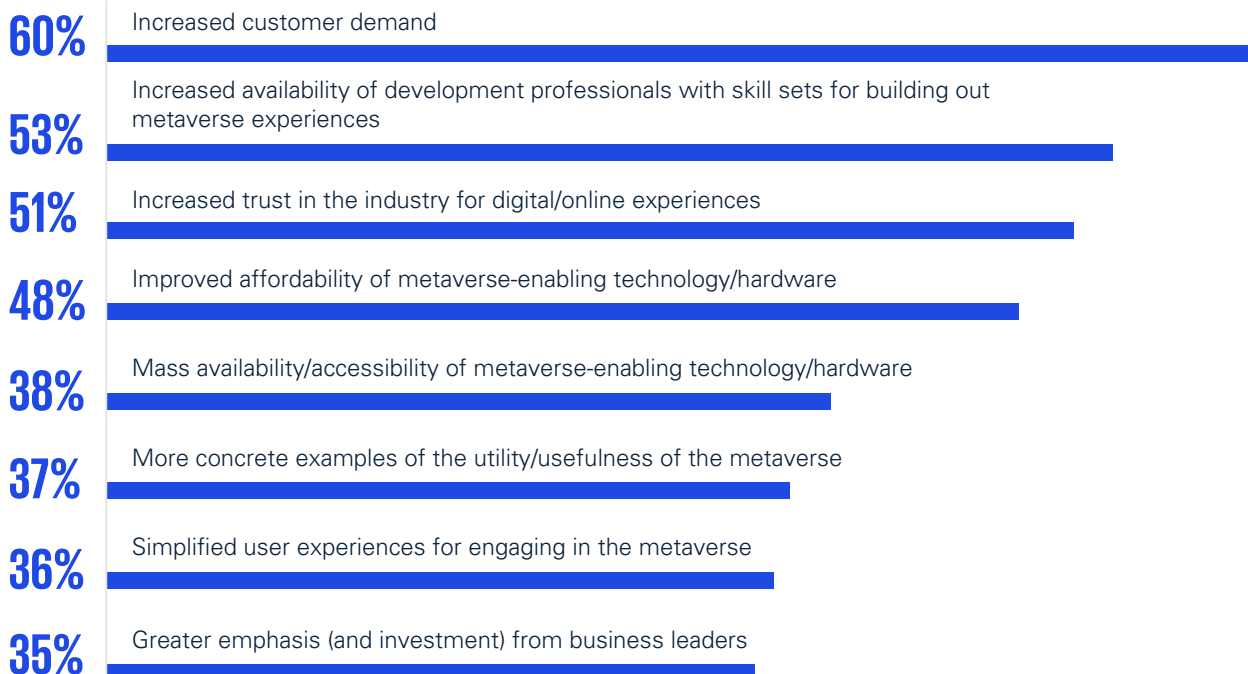 60%
Increased customer demand
53%
Increased availability of development professionals with skill sets for building out
metaverse experiences
51%
Increased trust in the industry for digital/online experiences
48%
Improved affordability of metaverse-enabling technology/hardware
38%
Mass availability/accessibility of metaverse-enabling technology/hardware
37%
More concrete examples of the utility/usefulness of the metaverse
36%
Simplified user experiences for engaging in the metaverse
35%
Greater emphasis (and investment) from business leaders